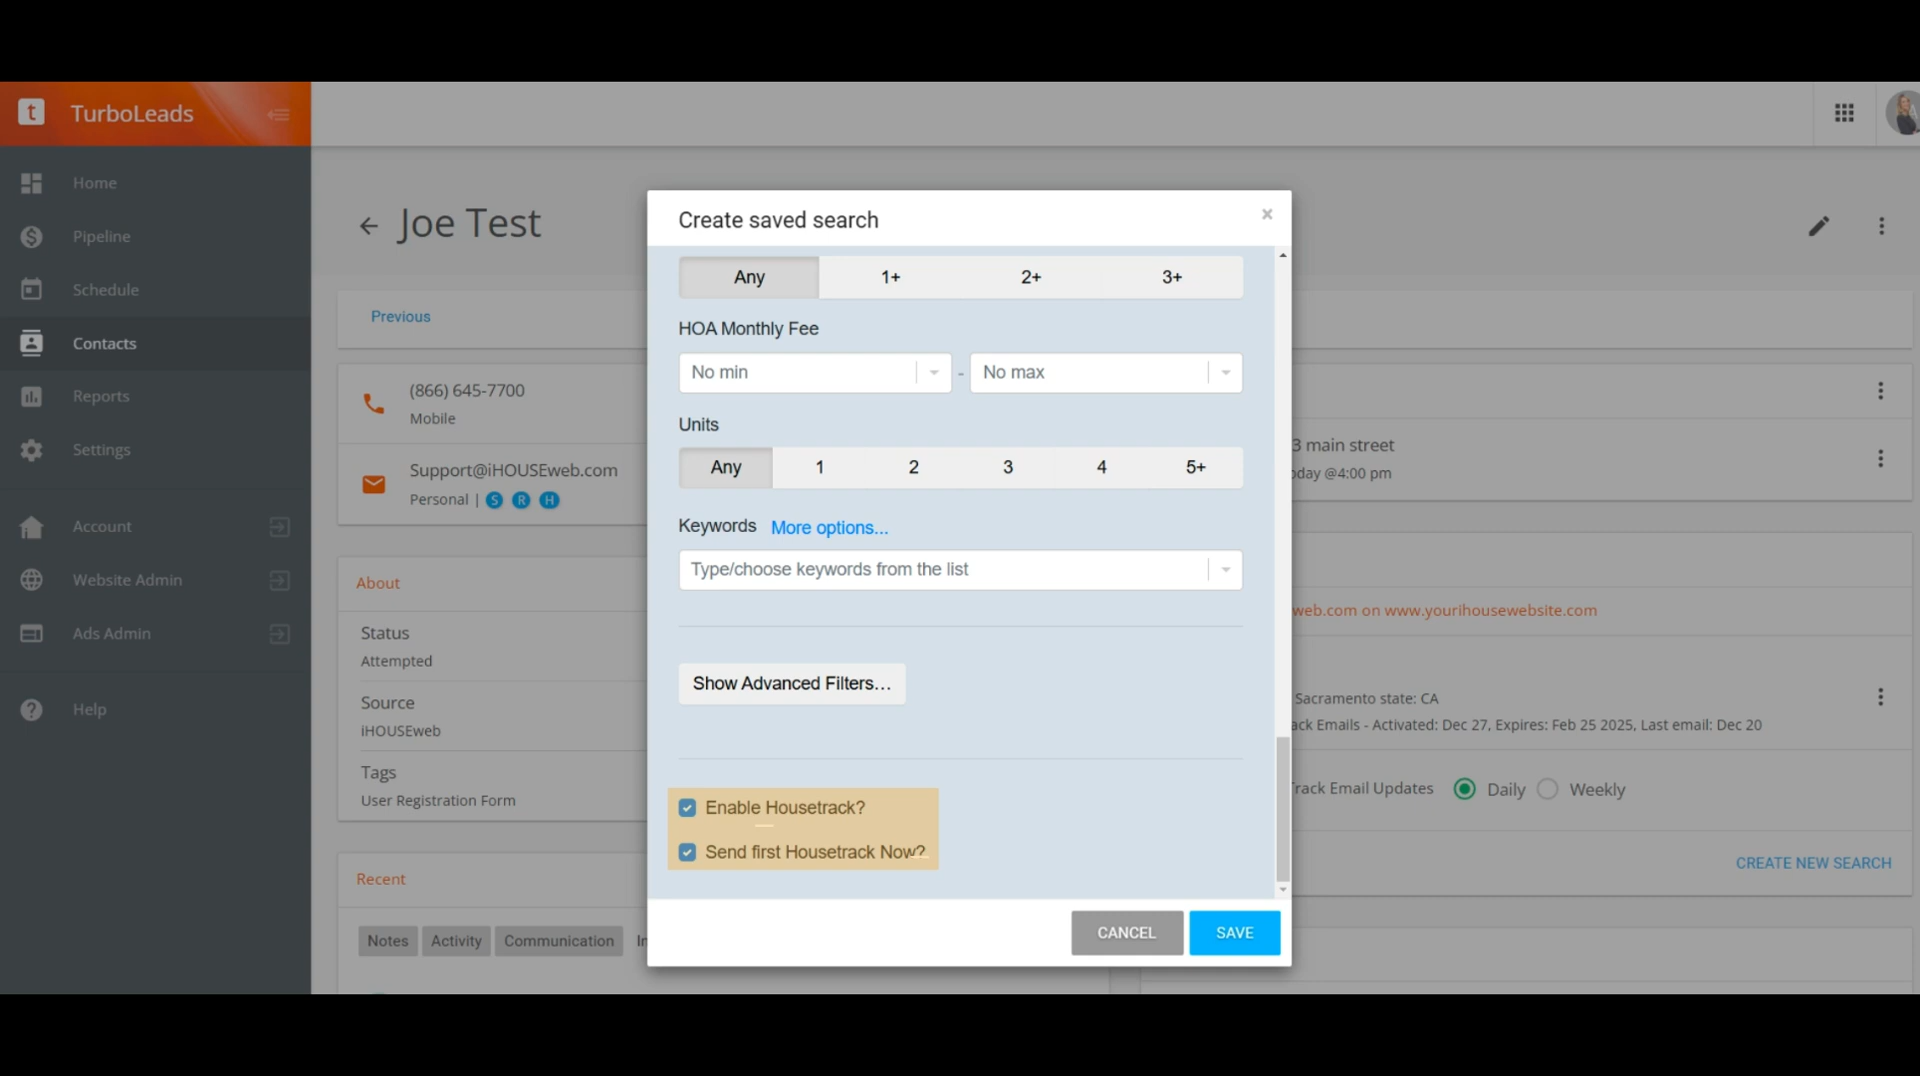 t TurboLeads
Home
Pipeline
Schedule
Contacts
Reports
Settings
Account
Website Admin
Ads Admin
Help
Joe Test
Previous
(866) 645-7700
Mobile
Support@iHOUSEweb.com
Personal | S R H
About
Status
Attempted
Source
iHOUSEweb
Tags
User Registration Form
Recent
Notes Activity Communication
Create saved search ×
Any 1+ 2+ 3+
HOA Monthly Fee
No min - No max
Units
Any 1 2 3 4 5+
Keywords More options...
Type/choose keywords from the list
Show Advanced Filters...
Enable Housetrack?
Send first Housetrack Now?
CANCEL SAVE
3 main street
oday @4:00 pm
web.com on www.yourihousewebsite.com
Sacramento state: CA
ack Emails - Activated: Dec 27, Expires: Feb 25 2025, Last email: Dec 20
Track Email Updates Daily Weekly
CREATE NEW SEARCH